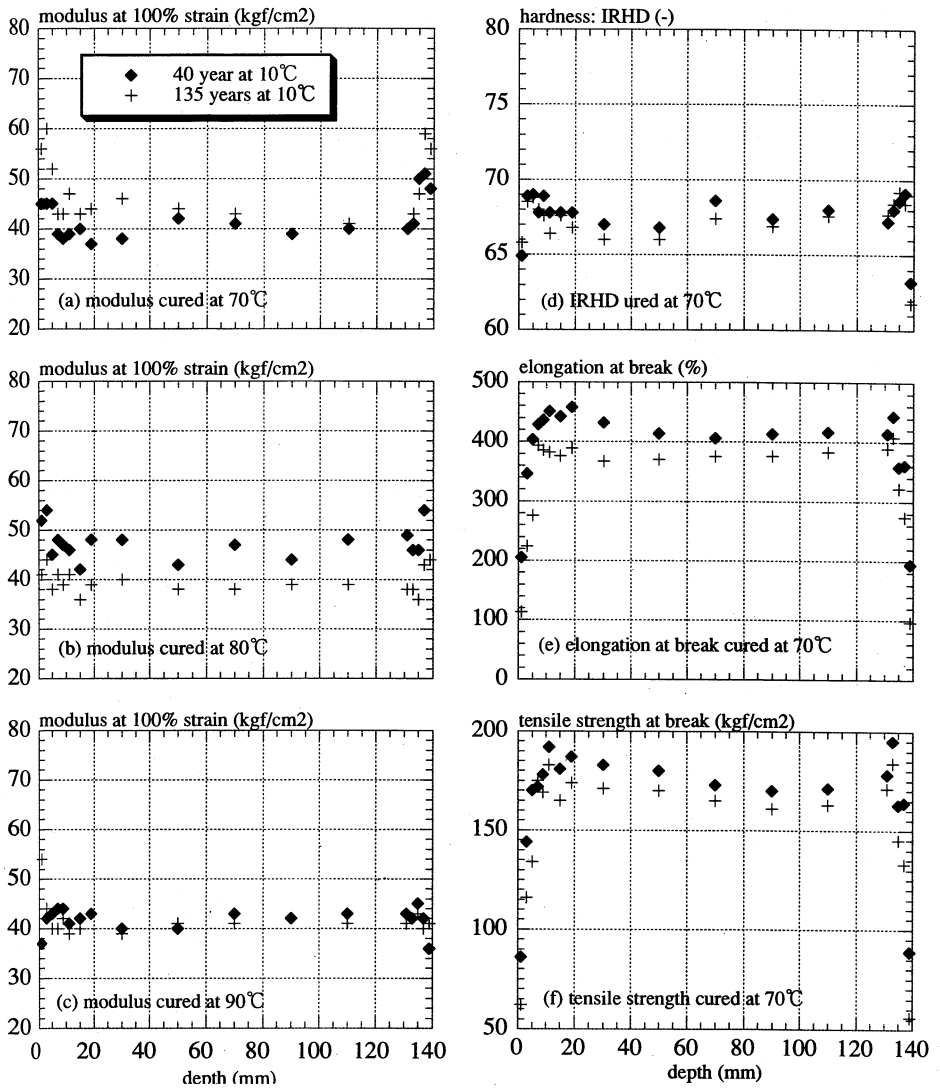 modulus at 100% strain (kgf/cm2)
80
70
60
50
40
30
20
◆ 40 year at 10℃
+ 135 years at 10℃
(a) modulus cured at 70℃
modulus at 100% strain (kgf/cm2)
80
70
60
50
40
30
20
(b) modulus cured at 80℃
modulus at 100% strain (kgf/cm2)
80
70
60
50
40
30
20
(c) modulus cured at 90℃
0 20 40 60 80 100 120 140
depth (mm)
hardness: IRHD (-)
80
75
70
65
60
(d) IRHD ured at 70℃
elongation at break (%)
500
400
300
200
100
0
(e) elongation at break cured at 70℃
tensile strength at break (kgf/cm2)
200
150
100
50
(f) tensile strength cured at 70℃
0 20 40 60 80 100 120 140
depth (mm)